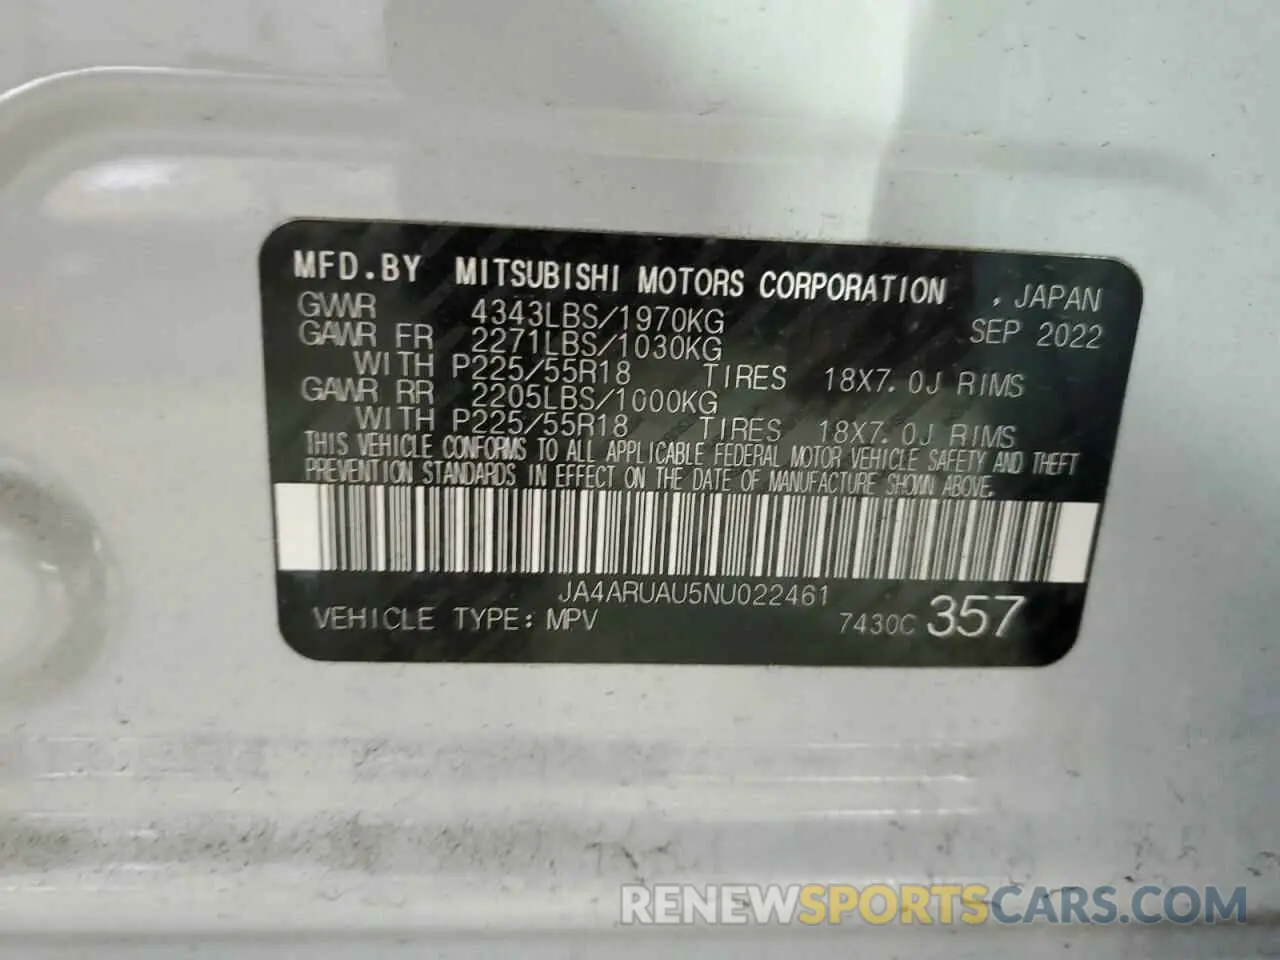 MFD.BY MITSUBISHI MOTORS CORPORATION , JAPAN
GVWR 4343LBS/1970KG SEP 2022
GAWR FR 2271LBS/1030KG
WITH P225/55R18 TIRES 18X7.0J RIMS
GAWR RR 2205LBS/1000KG
WITH P225/55R18 TIRES 18X7.0J RIMS
THIS VEHICLE CONFORMS TO ALL APPLICABLE FEDERAL MOTOR VEHICLE SAFETY AND THEFT
PREVENTION STANDARDS IN EFFECT ON THE DATE OF MANUFACTURE SHOWN ABOVE.
JA4ARUAU5NU022461
VEHICLE TYPE: MPV 7430C 357
RENEWSPORTSCARS.COM